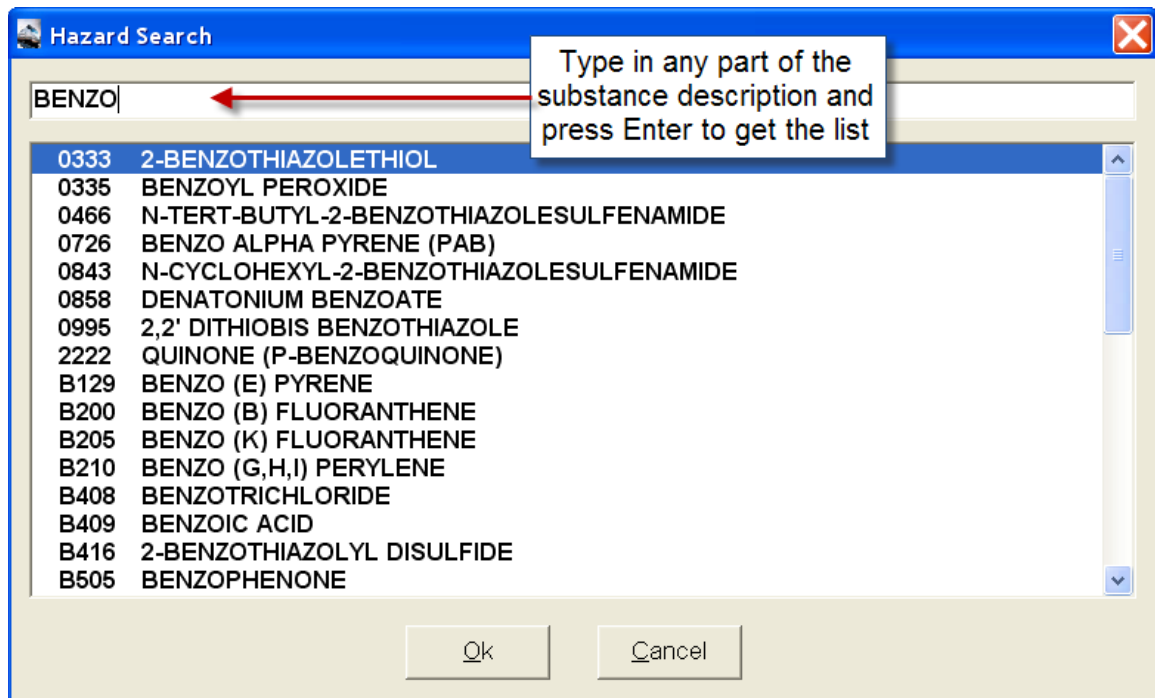 Hazard Search
Type in any part of the
substance description and
press Enter to get the list
BENZO
0333 2-BENZOTHIAZOLETHIOL
0335 BENZOYL PEROXIDE
0466 N-TERT-BUTYL-2-BENZOTHIAZOLESULFENAMIDE
0726 BENZO ALPHA PYRENE (PAB)
0843 N-CYCLOHEXYL-2-BENZOTHIAZOLESULFENAMIDE
0858 DENATONIUM BENZOATE
0995 2,2' DITHIOBIS BENZOTHIAZOLE
2222 QUINONE (P-BENZOQUINONE)
B129 BENZO (E) PYRENE
B200 BENZO (B) FLUORANTHENE
B205 BENZO (K) FLUORANTHENE
B210 BENZO (G,H,I) PERYLENE
B408 BENZOTRICHLORIDE
B409 BENZOIC ACID
B416 2-BENZOTHIAZOLYL DISULFIDE
B505 BENZOPHENONE
Ok Cancel